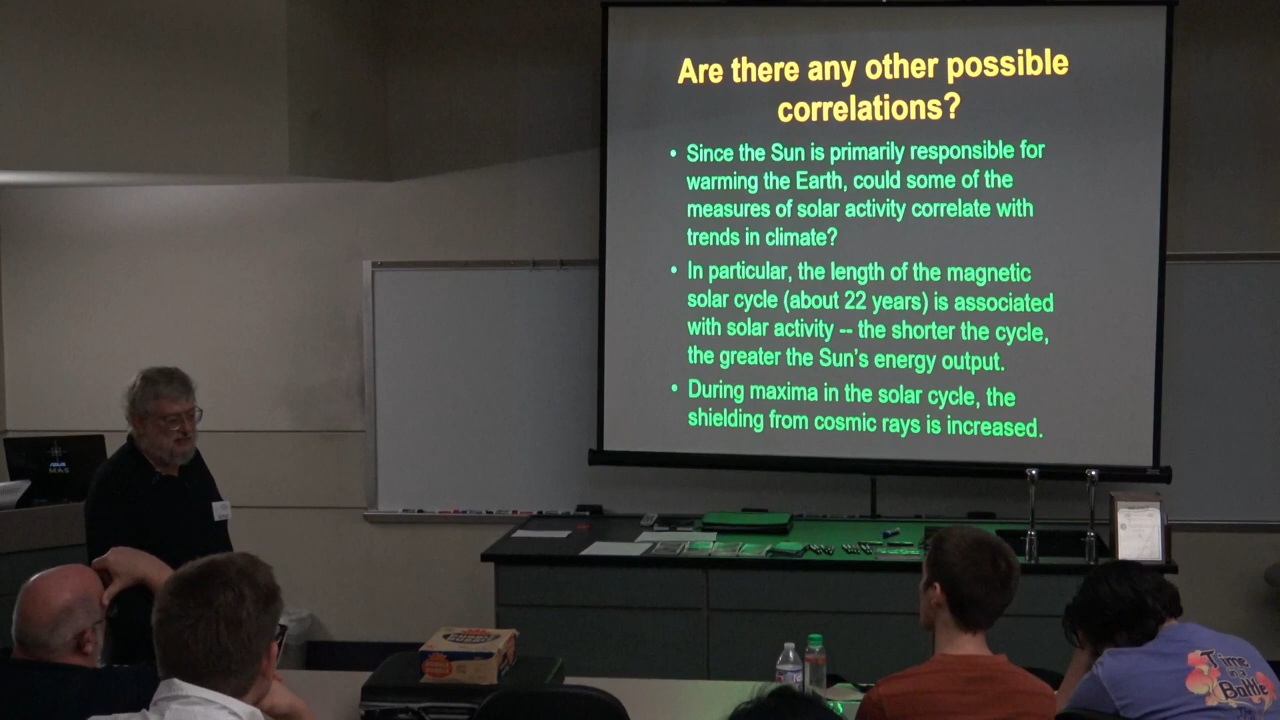 Are there any other possible
correlations?
• Since the Sun is primarily responsible for
warming the Earth, could some of the
measures of solar activity correlate with
trends in climate?
• In particular, the length of the magnetic
solar cycle (about 22 years) is associated
with solar activity -- the shorter the cycle,
the greater the Sun's energy output.
• During maxima in the solar cycle, the
shielding from cosmic rays is increased.
ASUS
Time
in a
Bottle